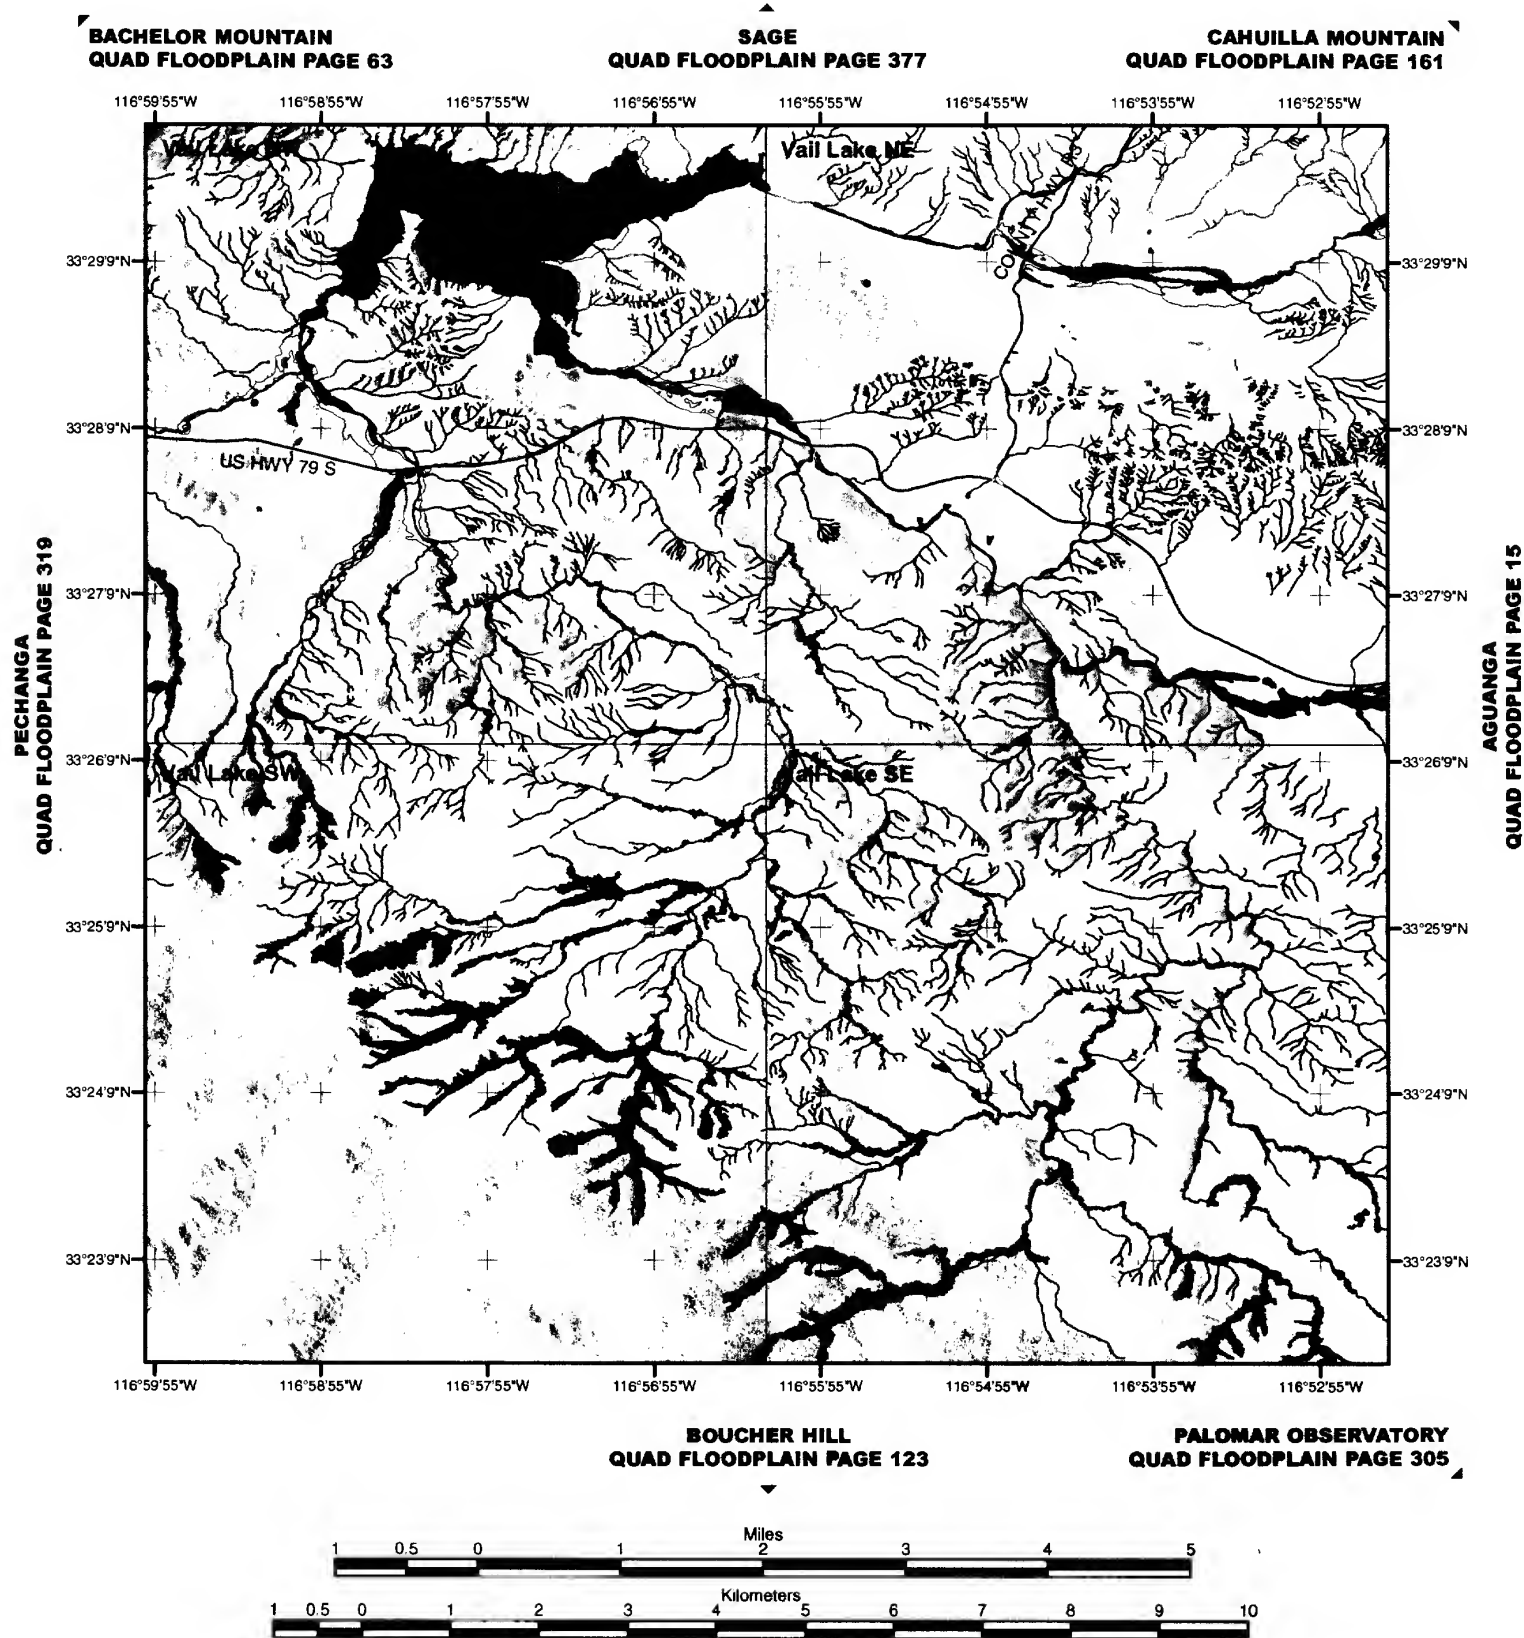 BACHELOR MOUNTAIN
QUAD FLOODPLAIN PAGE 63
SAGE
QUAD FLOODPLAIN PAGE 377
CAHUILLA MOUNTAIN
QUAD FLOODPLAIN PAGE 161
116°59'55"W 116°58'55"W 116°57'55"W 116°56'55"W 116°55'55"W 116°54'55"W 116°53'55"W 116°52'55"W
Vail Lake NE
COUNTY HWY R3
33°29'9"N 33°29'9"N
33°28'9"N 33°28'9"N
US HWY 79 S
PECHANGA
QUAD FLOODPLAIN PAGE 319
AGUANGA
QUAD FLOODPLAIN PAGE 15
33°27'9"N 33°27'9"N
33°26'9"N 33°26'9"N
Vail Lake SW
Vail Lake SE
33°25'9"N 33°25'9"N
33°24'9"N 33°24'9"N
33°23'9"N 33°23'9"N
116°59'55"W 116°58'55"W 116°57'55"W 116°56'55"W 116°55'55"W 116°54'55"W 116°53'55"W 116°52'55"W
BOUCHER HILL
QUAD FLOODPLAIN PAGE 123
PALOMAR OBSERVATORY
QUAD FLOODPLAIN PAGE 305
Miles
1 0.5 0 1 2 3 4 5
Kilometers
1 0.5 0 1 2 3 4 5 6 7 8 9 10